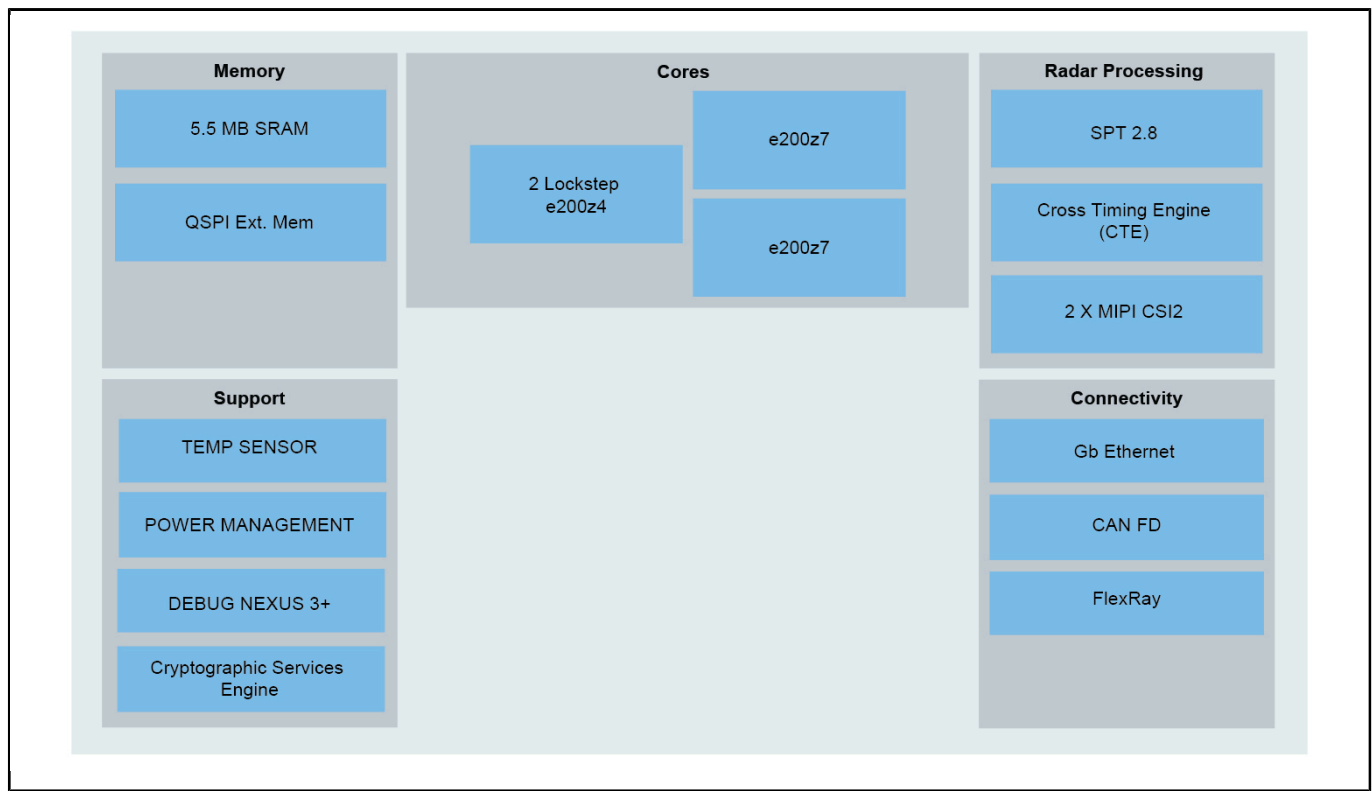 Memory
5.5 MB SRAM
QSPI Ext. Mem
Cores
2 Lockstep
e200z4
e200z7
e200z7
Radar Processing
SPT 2.8
Cross Timing Engine
(CTE)
2 X MIPI CSI2
Support
TEMP SENSOR
POWER MANAGEMENT
DEBUG NEXUS 3+
Cryptographic Services
Engine
Connectivity
Gb Ethernet
CAN FD
FlexRay